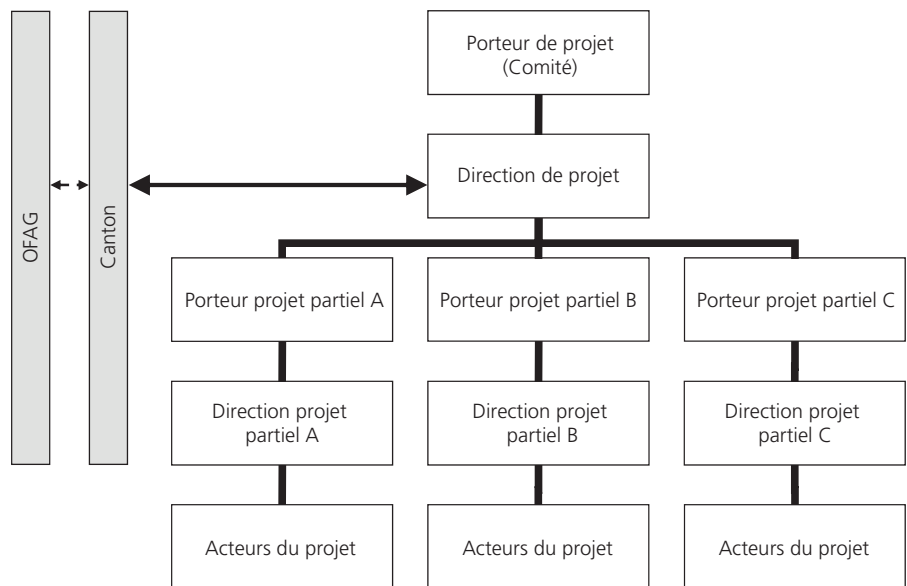 Porteur de projet
(Comité)
Direction de projet
OFAG
Canton
Porteur projet partiel A
Porteur projet partiel B
Porteur projet partiel C
Direction projet
partiel A
Direction projet
partiel B
Direction projet
partiel C
Acteurs du projet
Acteurs du projet
Acteurs du projet